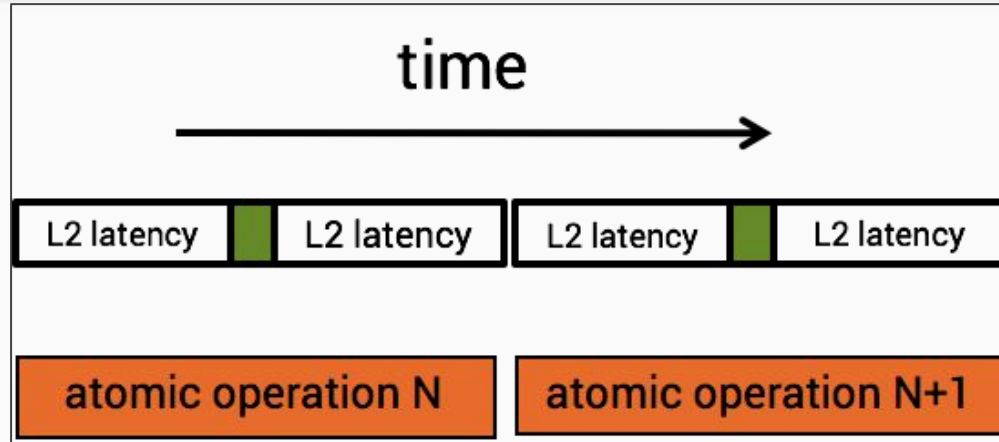 time
L2 latency L2 latency L2 latency L2 latency
atomic operation N atomic operation N+1